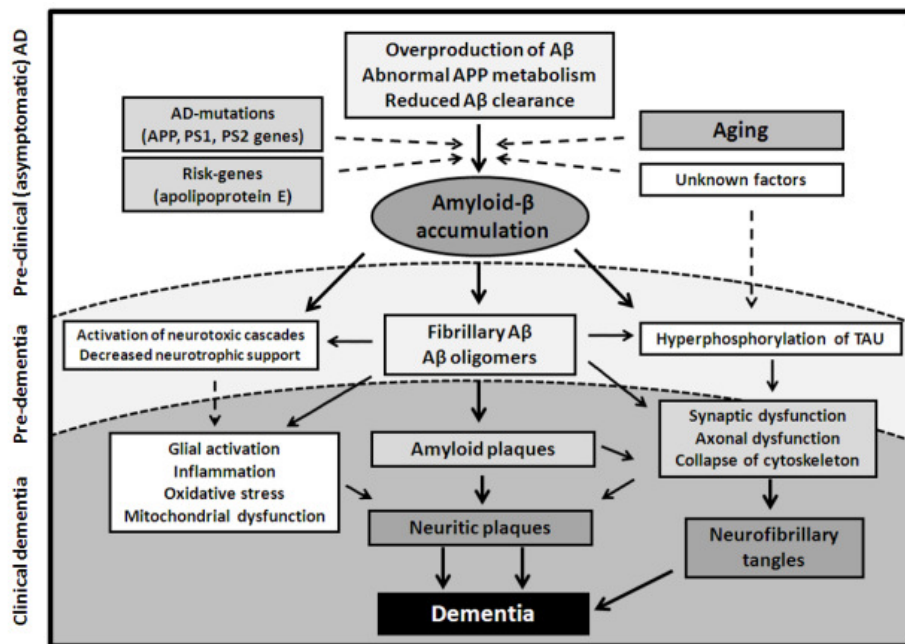 Pre-clinical (asymptomatic) AD
Overproduction of Aβ
Abnormal APP metabolism
Reduced Aβ clearance
AD-mutations
(APP, PS1, PS2 genes)
Aging
Risk-genes
(apolipoprotein E)
Unknown factors
Amyloid-β
accumulation
Pre-dementia
Activation of neurotoxic cascades
Decreased neurotrophic support
Fibrillary Aβ
Aβ oligomers
Hyperphosphorylation of TAU
Clinical dementia
Glial activation
Inflammation
Oxidative stress
Mitochondrial dysfunction
Amyloid plaques
Synaptic dysfunction
Axonal dysfunction
Collapse of cytoskeleton
Neuritic plaques
Neurofibrillary
tangles
Dementia